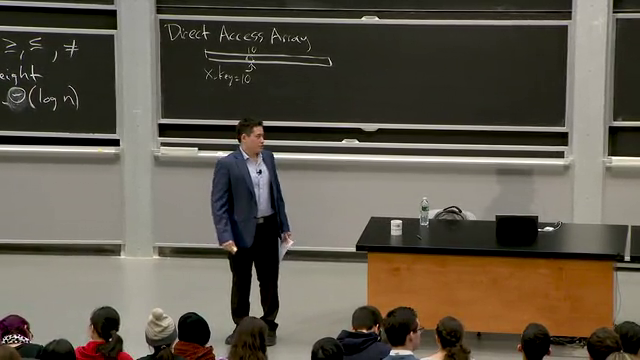 ≥, ≤, ≠
eight
Θ(log n)
Direct Access Array
10
x.key=10